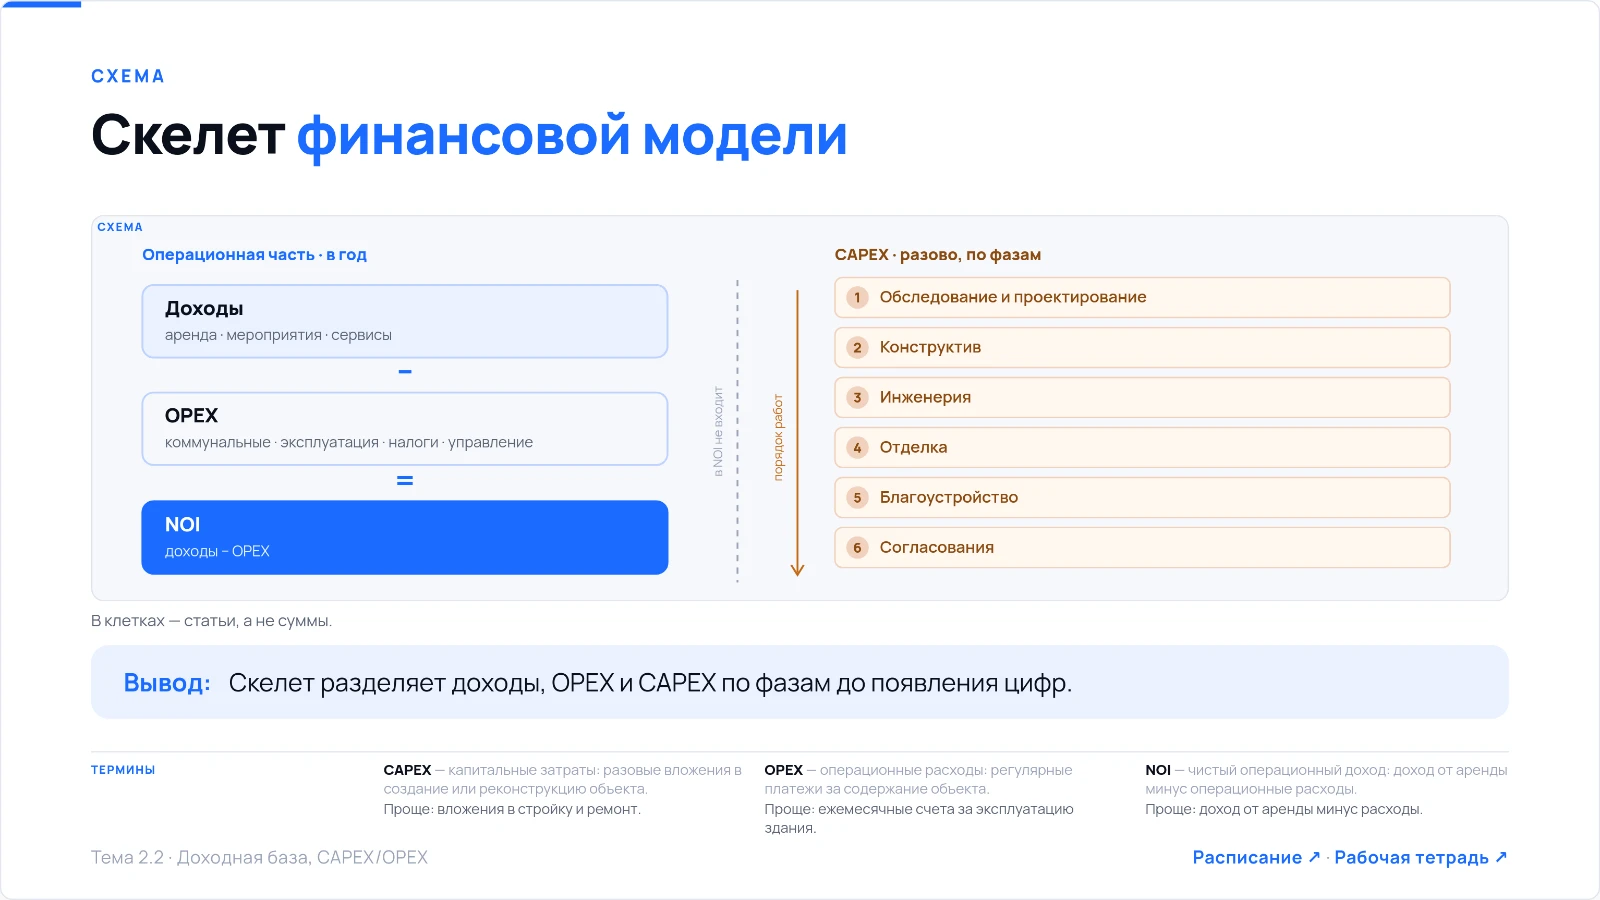 СХЕМА
Скелет финансовой модели
СХЕМА
Операционная часть · в год
Доходы
аренда · мероприятия · сервисы
−
OPEX
коммунальные · эксплуатация · налоги · управление
=
NOI
доходы − OPEX
в NOI не входит
порядок работ
CAPEX · разово, по фазам
1 Обследование и проектирование
2 Конструктив
3 Инженерия
4 Отделка
5 Благоустройство
6 Согласования
В клетках — статьи, а не суммы.
Вывод: Скелет разделяет доходы, OPEX и CAPEX по фазам до появления цифр.
ТЕРМИНЫ
CAPEX — капитальные затраты: разовые вложения в
создание или реконструкцию объекта.
Проще: вложения в стройку и ремонт.
OPEX — операционные расходы: регулярные
платежи за содержание объекта.
Проще: ежемесячные счета за эксплуатацию
здания.
NOI — чистый операционный доход: доход от аренды
минус операционные расходы.
Проще: доход от аренды минус расходы.
Тема 2.2 · Доходная база, CAPEX/OPEX
Расписание ↗ · Рабочая тетрадь ↗